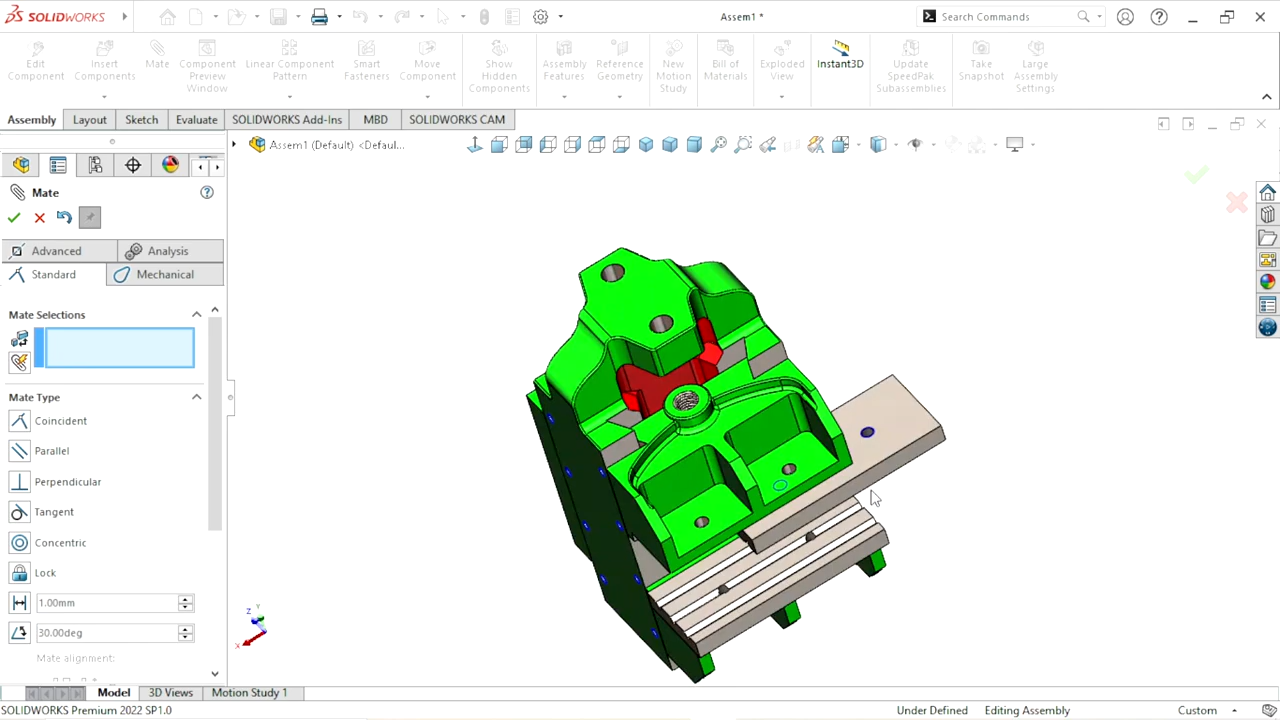 SOLIDWORKS
Assem1 *
Search Commands
Edit Component
Insert Components
Mate
Component Preview Window
Linear Component Pattern
Smart Fasteners
Move Component
Show Hidden Components
Assembly Features
Reference Geometry
New Motion Study
Bill of Materials
Exploded View
Instant3D
Update SpeedPak Subassemblies
Take Snapshot
Large Assembly Settings
Assembly
Layout
Sketch
Evaluate
SOLIDWORKS Add-Ins
MBD
SOLIDWORKS CAM
Assem1 (Default) <Defaul...
Mate
Advanced
Analysis
Standard
Mechanical
Mate Selections
Mate Type
Coincident
Parallel
Perpendicular
Tangent
Concentric
Lock
1.00mm
30.00deg
Mate alignment:
Z
Y
X
Model
3D Views
Motion Study 1
SOLIDWORKS Premium 2022 SP1.0
Under Defined
Editing Assembly
Custom